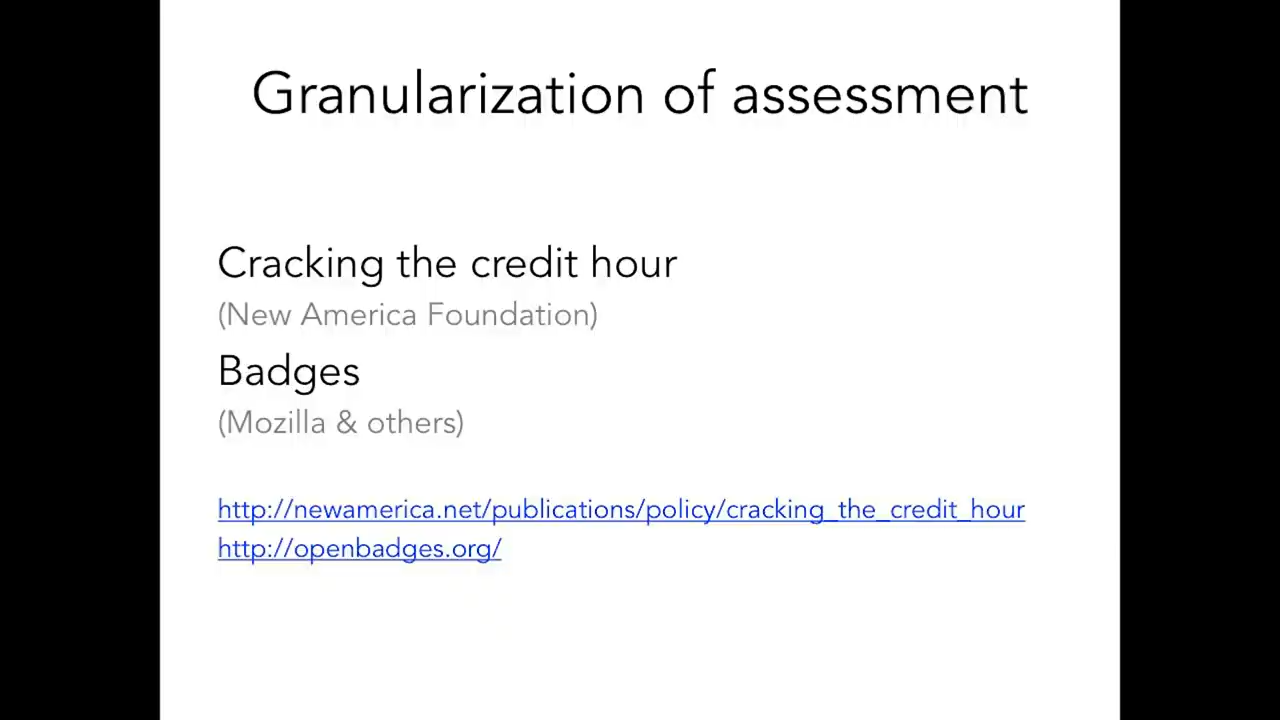 Granularization of assessment
Cracking the credit hour
(New America Foundation)
Badges
(Mozilla & others)
http://newamerica.net/publications/policy/cracking_the_credit_hour
http://openbadges.org/